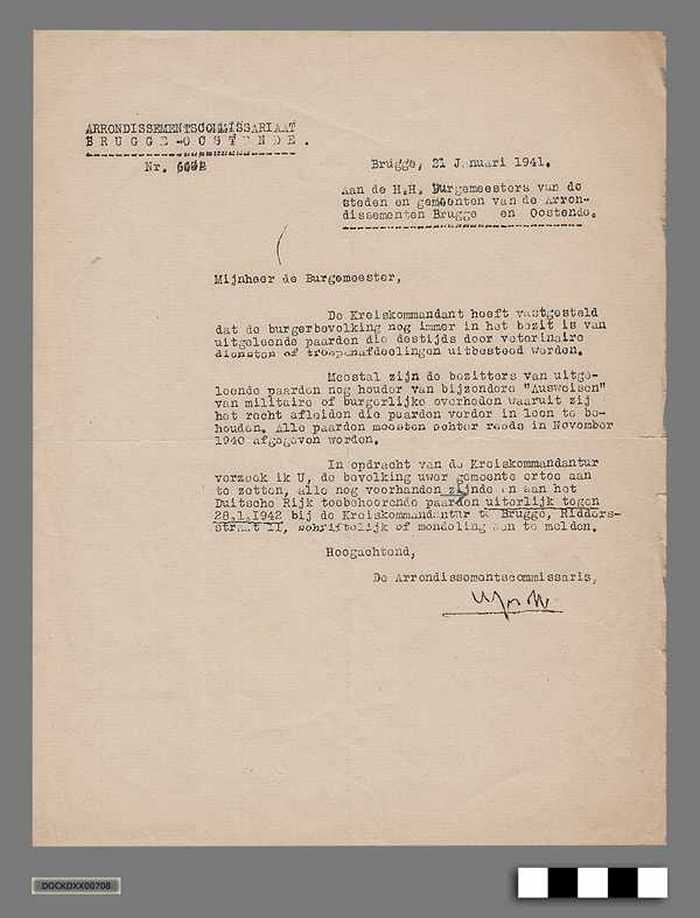 ARRONDISSEMENTSCOMMISSARIAAT
BRUGGE-OOSTENDE.
Nr.
Brugge, 21 Januari 1941.
Aan de H.H. Burgemeesters van de
steden en gemeenten van de Arron-
dissementen Brugge en Oostende.
Mijnheer de Burgemeester,
De Kreiskommandant heeft vastgesteld
dat de burgerbevolking nog immer in het bezit is van
uitgeleende paarden die destijds door veterinaire
diensten of troepenafdeelingen uitbesteed werden.
Meestal zijn de bezitters van uitge-
leende paarden nog houder van bijzondere "Ausweisen"
van militaire of burgerlijke overheden waaruit zij
het recht afleiden die paarden verder in leen te be-
houden. Alle paarden moesten echter reeds in November
1940 afgegeven worden.
In opdracht van de Kreiskommandantur
verzoek ik U, de bevolking uwer gemeente ertoe aan
te zetten, alle nog voorhanden zijnde en aan het
Duitsche Rijk toebehoorende paarden uiterlijk tegen
28.1.1942 bij de Kreiskommandantur te Brugge, Ridders-
straat 11, schriftelijk of mondeling aan te melden.
Hoogachtend,
De Arrondissementscommissaris,
DOCKDXX00708